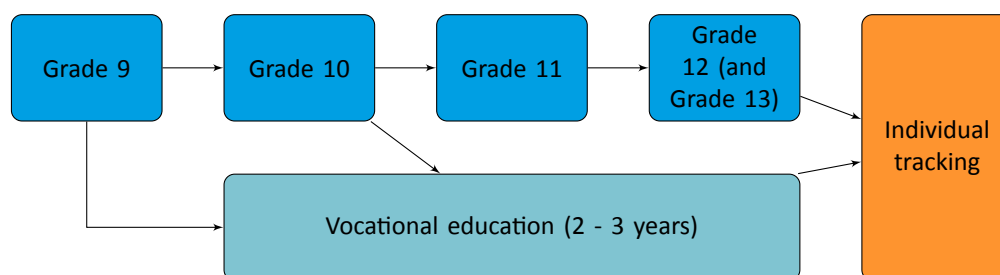 Grade 9
Grade 10
Grade 11
Grade
12 (and
Grade 13)
Individual
tracking
Vocational education (2 - 3 years)